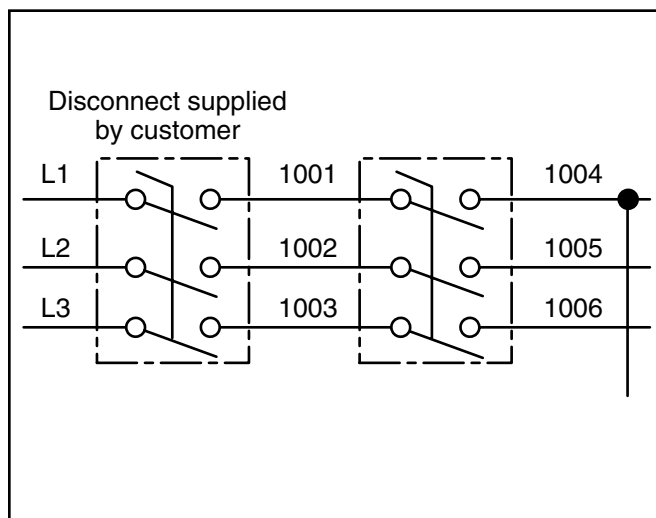 Disconnect supplied
by customer
L1 1001 1004
L2 1002 1005
L3 1003 1006